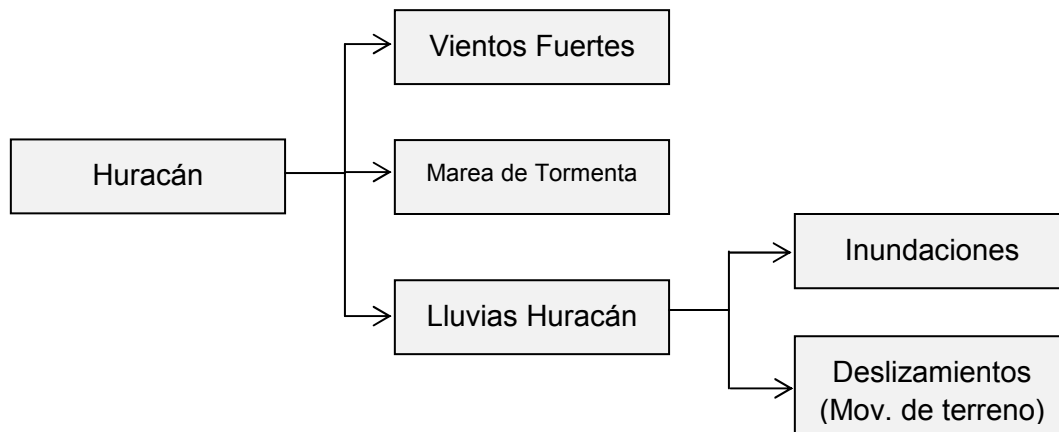 Vientos Fuertes
Huracán
Marea de Tormenta
Inundaciones
Lluvias Huracán
Deslizamientos
(Mov. de terreno)